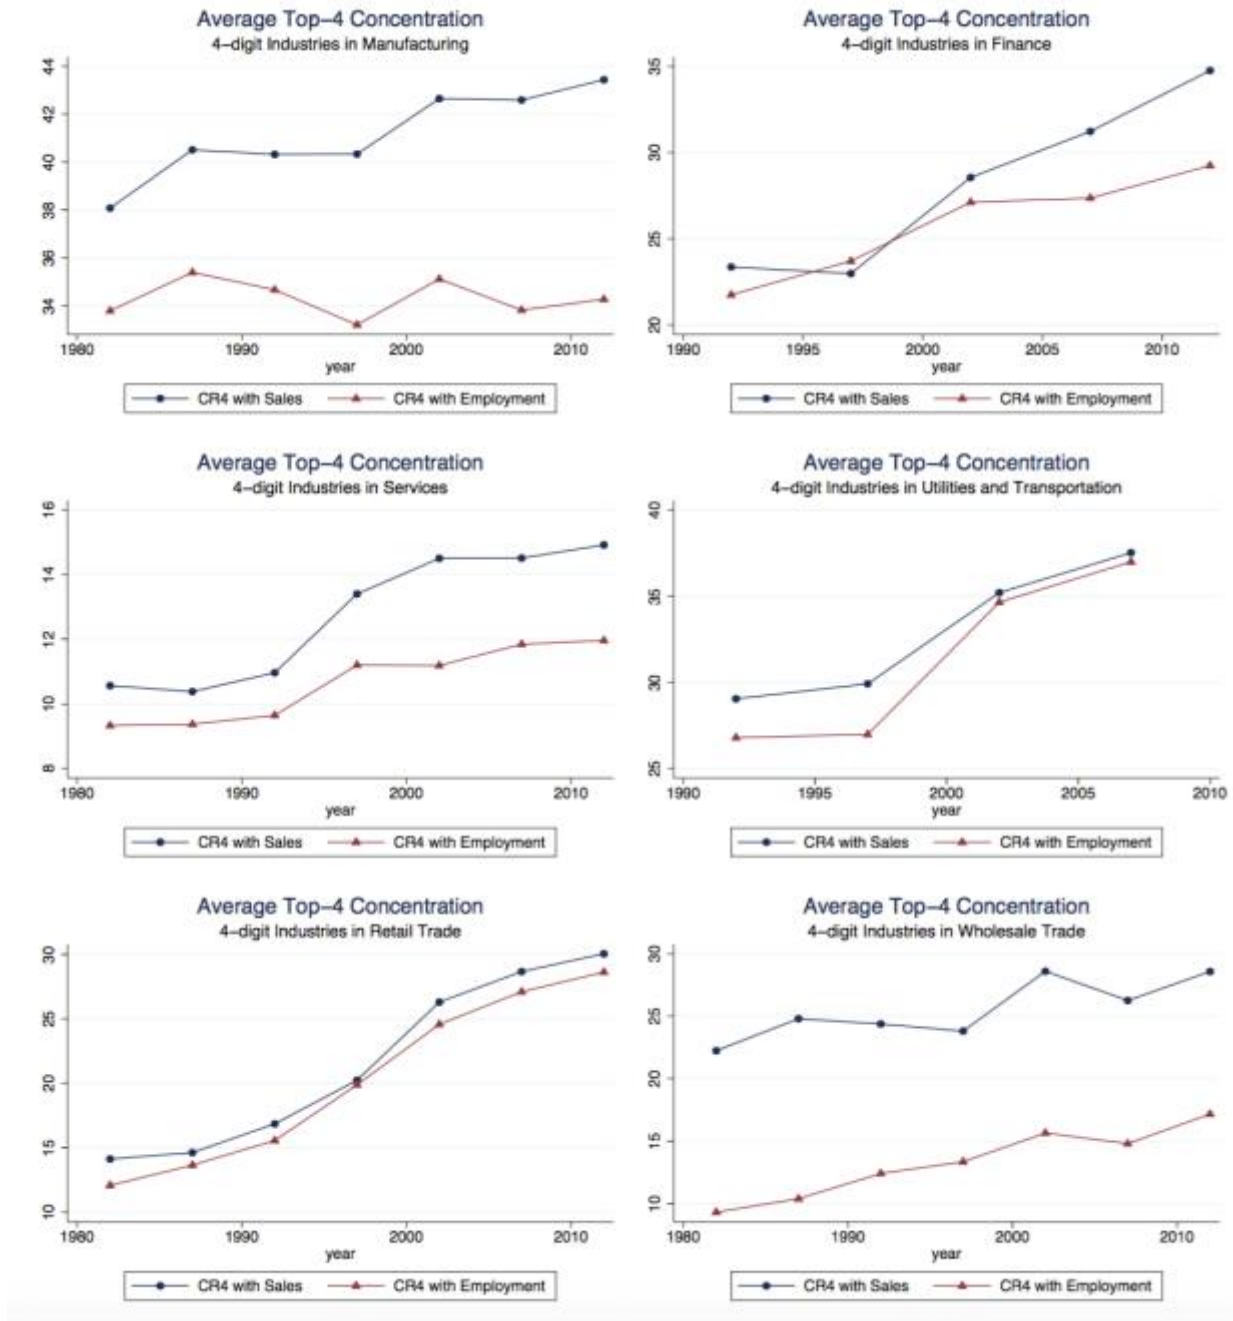 Average Top–4 Concentration
4–digit Industries in Manufacturing
44
42
40
38
36
34
1980 1990 2000 2010
year
CR4 with Sales CR4 with Employment
Average Top–4 Concentration
4–digit Industries in Finance
35
30
25
20
1990 1995 2000 2005 2010
year
CR4 with Sales CR4 with Employment
Average Top–4 Concentration
4–digit Industries in Services
16
14
12
10
8
1980 1990 2000 2010
year
CR4 with Sales CR4 with Employment
Average Top–4 Concentration
4–digit Industries in Utilities and Transportation
40
35
30
25
1990 1995 2000 2005 2010
year
CR4 with Sales CR4 with Employment
Average Top–4 Concentration
4–digit Industries in Retail Trade
30
25
20
15
10
1980 1990 2000 2010
year
CR4 with Sales CR4 with Employment
Average Top–4 Concentration
4–digit Industries in Wholesale Trade
30
25
20
15
10
1980 1990 2000 2010
year
CR4 with Sales CR4 with Employment